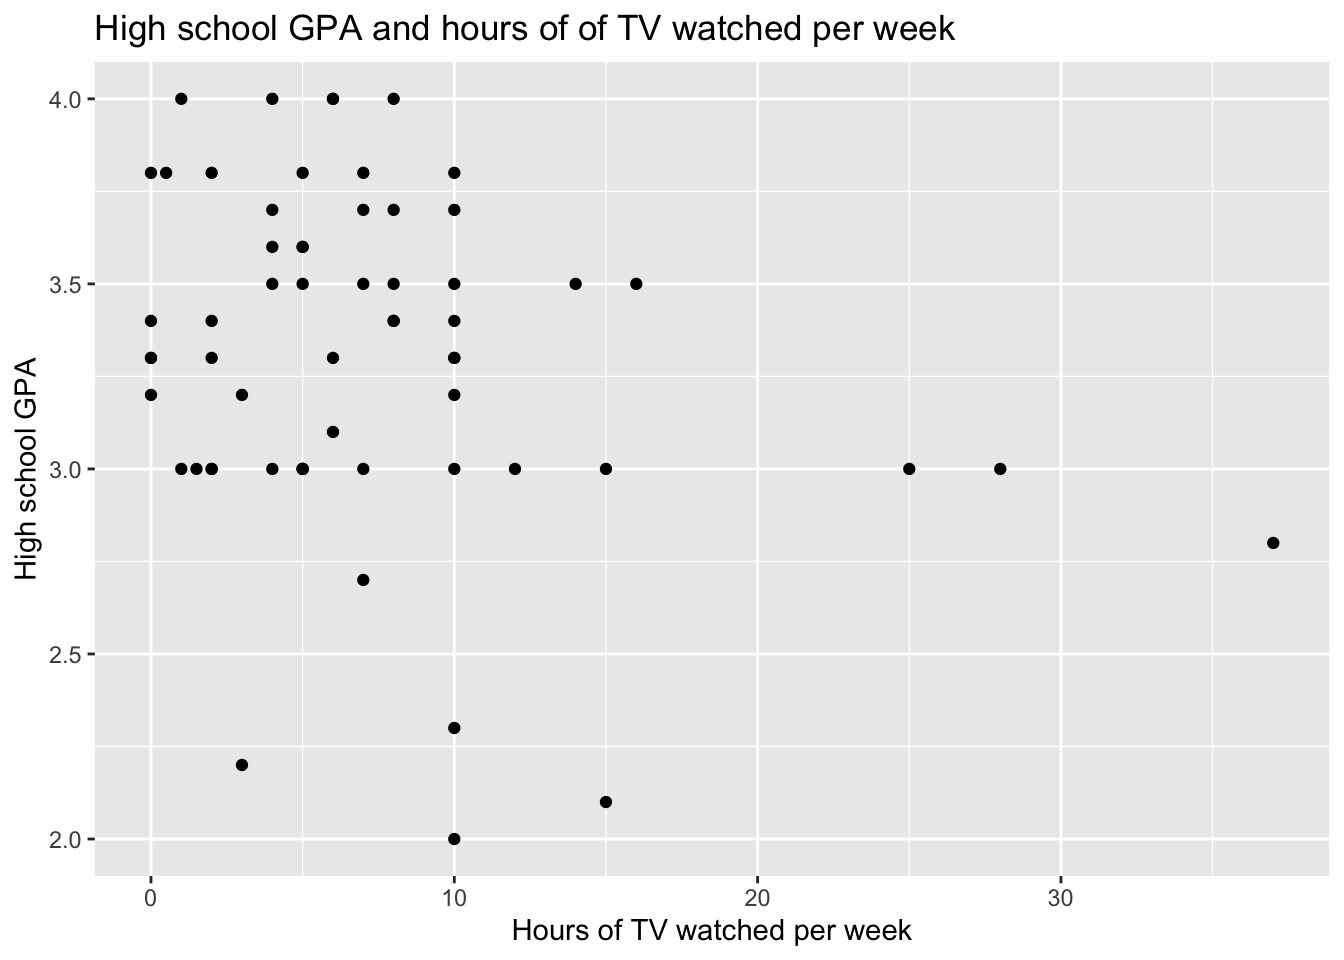 High school GPA and hours of of TV watched per week
High school GPA
4.0
3.5
3.0
2.5
2.0
0 10 20 30
Hours of TV watched per week